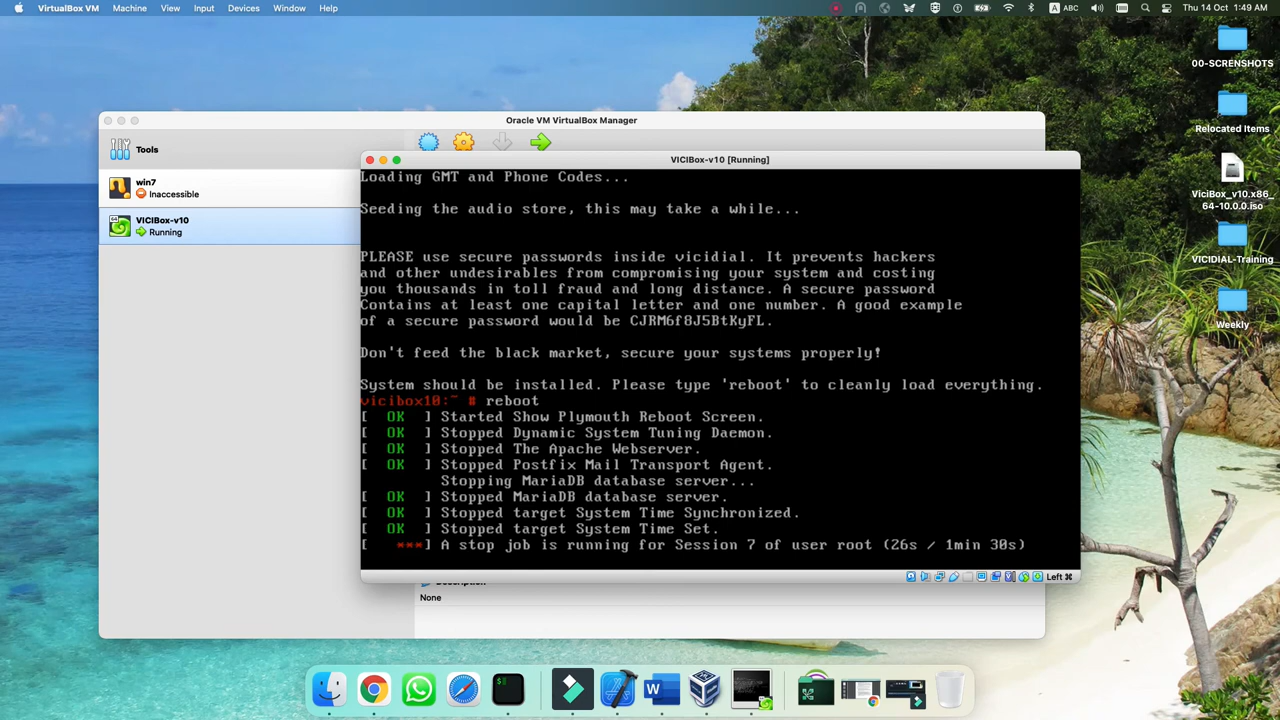 VirtualBox VM Machine View Input Devices Window Help
ABC Thu 14 Oct 1:49 AM
00-SCRENSHOTS
Relocated Items
ViciBox_v10.x86_
64-10.0.0.iso
VICIDIAL-Training
Weekly
Oracle VM VirtualBox Manager
Tools
win7
Inaccessible
64
VICIBox-v10
Running
VICIBox-v10 [Running]
Loading GMT and Phone Codes...
Seeding the audio store, this may take a while...
PLEASE use secure passwords inside vicidial. It prevents hackers
and other undesirables from compromising your system and costing
you thousands in toll fraud and long distance. A secure password
Contains at least one capital letter and one number. A good example
of a secure password would be CJRM6f8J5BtKyFL.
Don't feed the black market, secure your systems properly!
System should be installed. Please type 'reboot' to cleanly load everything.
vicibox10:~ # reboot
[  OK  ] Started Show Plymouth Reboot Screen.
[  OK  ] Stopped Dynamic System Tuning Daemon.
[  OK  ] Stopped The Apache Webserver.
[  OK  ] Stopped Postfix Mail Transport Agent.
Stopping MariaDB database server...
[  OK  ] Stopped MariaDB database server.
[  OK  ] Stopped target System Time Synchronized.
[  OK  ] Stopped target System Time Set.
[   ***] A stop job is running for Session 7 of user root (26s / 1min 30s)
Left ⌘
Description
None